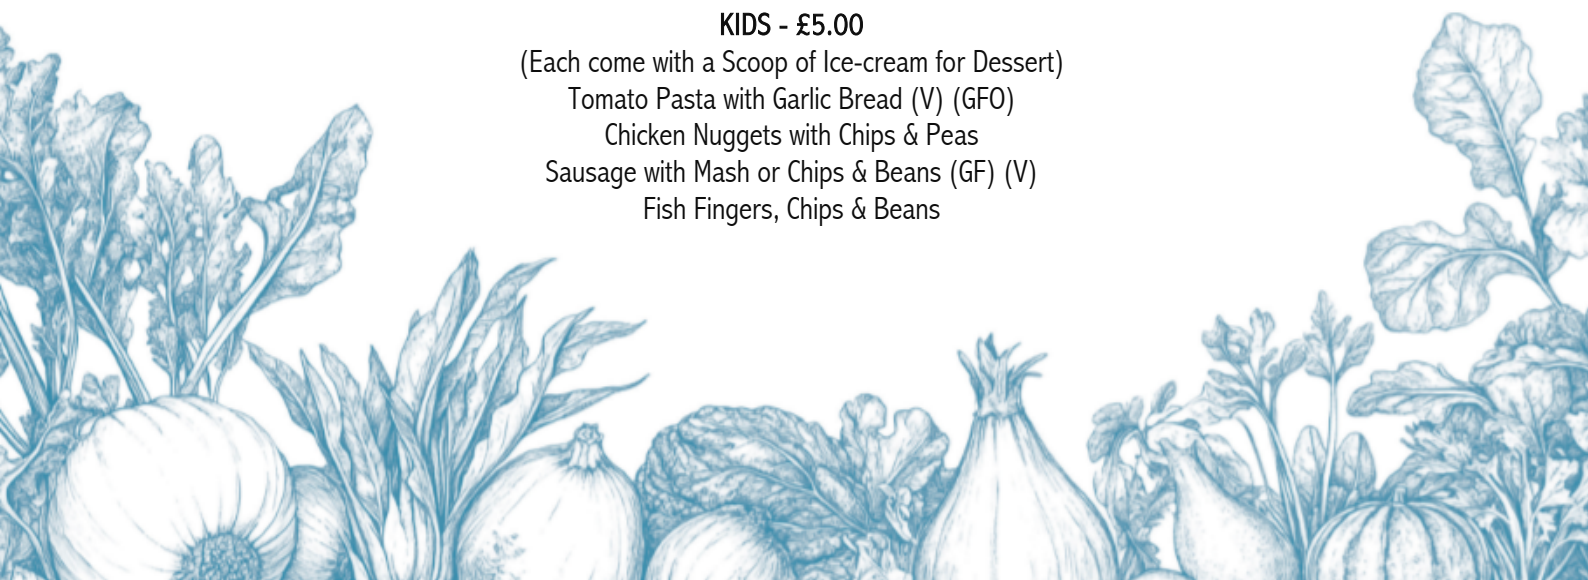 KIDS - £5.00
(Each come with a Scoop of Ice-cream for Dessert)
Tomato Pasta with Garlic Bread (V) (GFO)
Chicken Nuggets with Chips & Peas
Sausage with Mash or Chips & Beans (GF) (V)
Fish Fingers, Chips & Beans